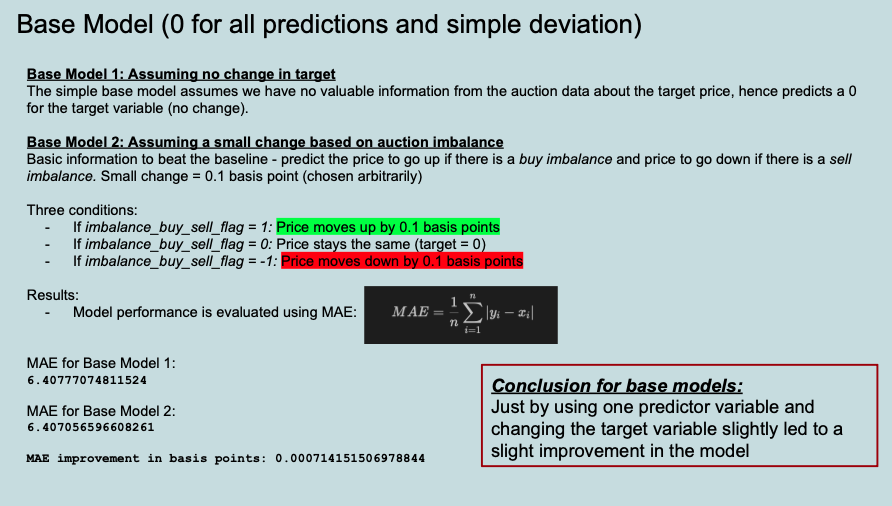 Base Model (0 for all predictions and simple deviation)
Base Model 1: Assuming no change in target
The simple base model assumes we have no valuable information from the auction data about the target price, hence predicts a 0
for the target variable (no change).
Base Model 2: Assuming a small change based on auction imbalance
Basic information to beat the baseline - predict the price to go up if there is a buy imbalance and price to go down if there is a sell
imbalance. Small change = 0.1 basis point (chosen arbitrarily)
Three conditions:
- If imbalance_buy_sell_flag = 1: Price moves up by 0.1 basis points
- If imbalance_buy_sell_flag = 0: Price stays the same (target = 0)
- If imbalance_buy_sell_flag = -1: Price moves down by 0.1 basis points
Results:
- Model performance is evaluated using MAE: MAE = 1/n ∑_{i=1}^{n} |y_i − x_i|
MAE for Base Model 1:
6.40777074811524
MAE for Base Model 2:
6.407056596608261
MAE improvement in basis points: 0.000714151506978844
Conclusion for base models:
Just by using one predictor variable and
changing the target variable slightly led to a
slight improvement in the model